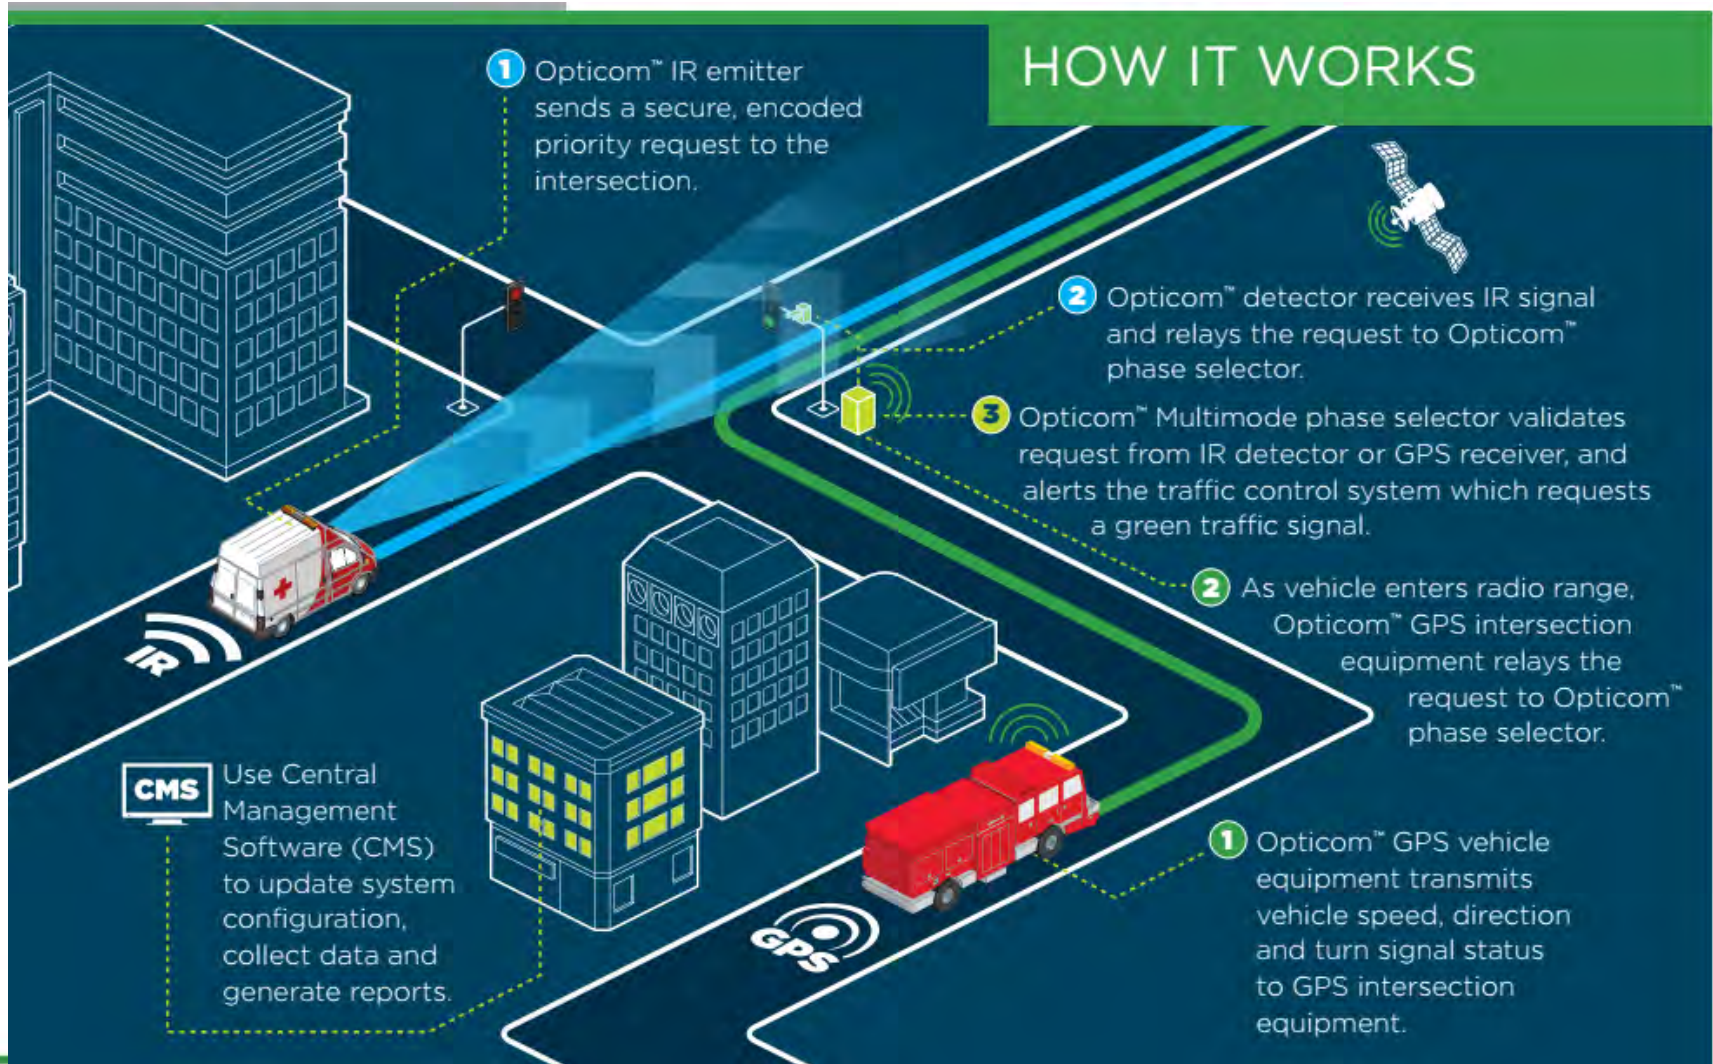 HOW IT WORKS
1 Opticom™ IR emitter
sends a secure, encoded
priority request to the
intersection.
2 Opticom™ detector receives IR signal
and relays the request to Opticom™
phase selector.
3 Opticom™ Multimode phase selector validates
request from IR detector or GPS receiver, and
alerts the traffic control system which requests
a green traffic signal.
2 As vehicle enters radio range,
Opticom™ GPS intersection
equipment relays the
request to Opticom™
phase selector.
IR
CMS
Use Central
Management
Software (CMS)
to update system
configuration,
collect data and
generate reports.
GPS
1 Opticom™ GPS vehicle
equipment transmits
vehicle speed, direction
and turn signal status
to GPS intersection
equipment.